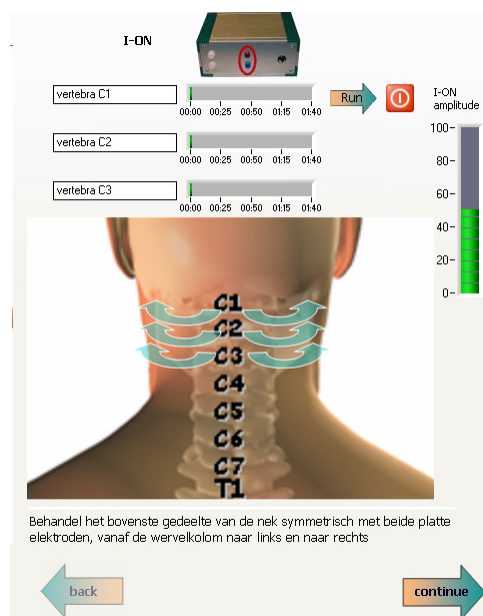 I-ON
vertebra C1
00:00 00:25 00:50 01:15 01:40
Run
I-ON
amplitude
vertebra C2
00:00 00:25 00:50 01:15 01:40
vertebra C3
00:00 00:25 00:50 01:15 01:40
100-
80-
60-
40-
20-
0-
C1
C2
C3
C4
C5
C6
C7
T1
Behandel het bovenste gedeelte van de nek symmetrisch met beide platte
elektroden, vanaf de wervelkolom naar links en naar rechts
back
continue